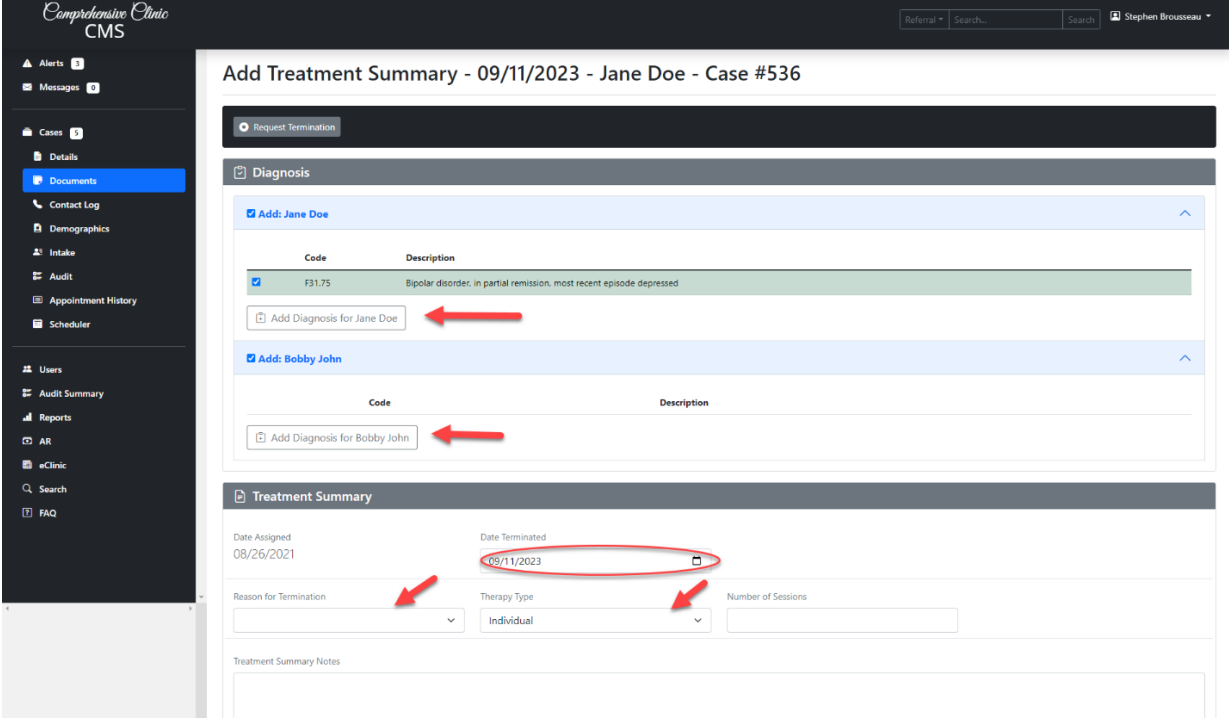 Comprehensive Clinic
CMS
Referral
Search...
Search
Stephen Brousseau
Alerts 3
Messages 0
Cases 5
Details
Documents
Contact Log
Demographics
Intake
Audit
Appointment History
Scheduler
Users
Audit Summary
Reports
AR
eClinic
Search
FAQ
Add Treatment Summary - 09/11/2023 - Jane Doe - Case #536
Request Termination
Diagnosis
Add: Jane Doe
Code Description
F31.75 Bipolar disorder, in partial remission, most recent episode depressed
Add Diagnosis for Jane Doe
Add: Bobby John
Code Description
Add Diagnosis for Bobby John
Treatment Summary
Date Assigned Date Terminated
08/26/2021 09/11/2023
Reason for Termination Therapy Type Number of Sessions
Individual
Treatment Summary Notes